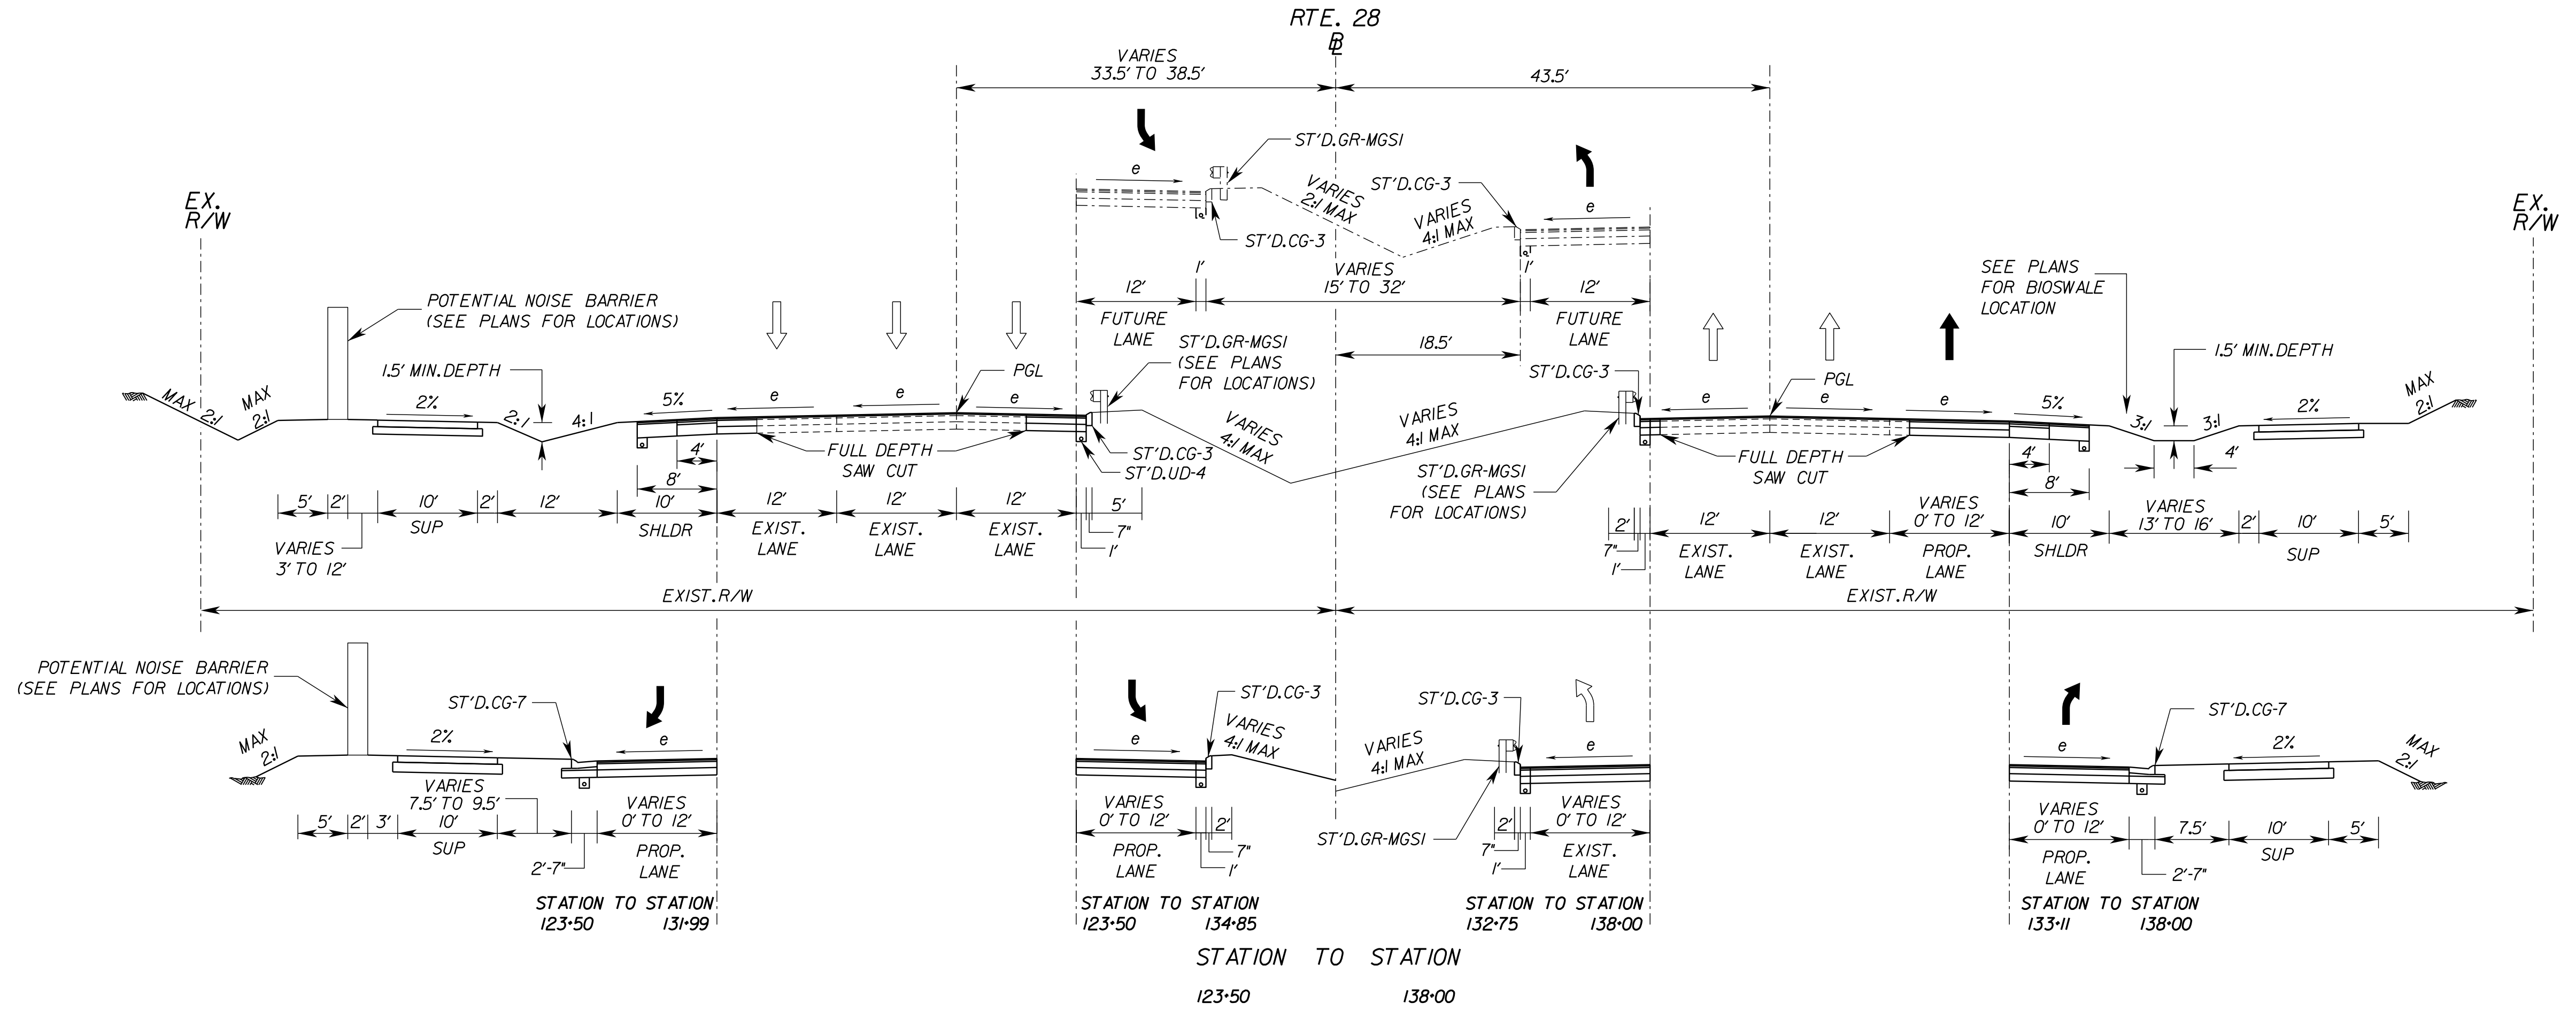 RTE. 28
BL
VARIES
33.5' TO 38.5'
43.5'
ST'D. GR-MGS1
e
ST'D. CG-3
VARIES
2:1 MAX
ST'D. CG-3
VARIES
4:1 MAX
e
EX.
R/W
EX.
R/W
1'
VARIES
15' TO 32'
1'
12'
12'
FUTURE
LANE
FUTURE
LANE
18.5'
SEE PLANS
FOR BIOSWALE
LOCATION
POTENTIAL NOISE BARRIER
(SEE PLANS FOR LOCATIONS)
1.5' MIN. DEPTH
ST'D. GR-MGS1
(SEE PLANS
FOR LOCATIONS)
PGL
ST'D. CG-3
PGL
1.5' MIN. DEPTH
MAX
2:1
MAX
2:1
2%
2:1
4:1
5%
e
e
e
VARIES
4:1 MAX
VARIES
4:1 MAX
e
e
e
5%
3:1
3:1
2%
MAX
2:1
FULL DEPTH
SAW CUT
ST'D. CG-3
ST'D. UD-4
ST'D. GR-MGS1
(SEE PLANS
FOR LOCATIONS)
FULL DEPTH
SAW CUT
4'
8'
4'
8'
4'
5'
2'
10'
2'
12'
10'
12'
12'
12'
5'
SUP
SHLDR
EXIST.
LANE
EXIST.
LANE
EXIST.
LANE
7"
1'
VARIES
3' TO 12'
2'
7"
1'
12'
12'
VARIES
0' TO 12'
10'
VARIES
13' TO 16'
2'
10'
5'
EXIST.
LANE
EXIST.
LANE
PROP.
LANE
SHLDR
SUP
EXIST. R/W
EXIST. R/W
POTENTIAL NOISE BARRIER
(SEE PLANS FOR LOCATIONS)
ST'D. CG-7
MAX
2:1
2%
e
VARIES
7.5' TO 9.5'
VARIES
0' TO 12'
5'
2'
3'
10'
SUP
PROP.
LANE
2'-7"
STATION TO STATION
123+50 131+99
ST'D. CG-3
e
VARIES
4:1 MAX
VARIES
0' TO 12'
2'
PROP.
LANE
7"
1'
STATION TO STATION
123+50 134+85
ST'D. CG-3
VARIES
4:1 MAX
e
ST'D. GR-MGS1
2'
VARIES
0' TO 12'
7"
1'
EXIST.
LANE
STATION TO STATION
132+75 138+00
ST'D. CG-7
e
2%
MAX
2:1
VARIES
0' TO 12'
7.5'
10'
5'
PROP.
LANE
SUP
2'-7"
STATION TO STATION
133+11 138+00
STATION TO STATION
123+50 138+00